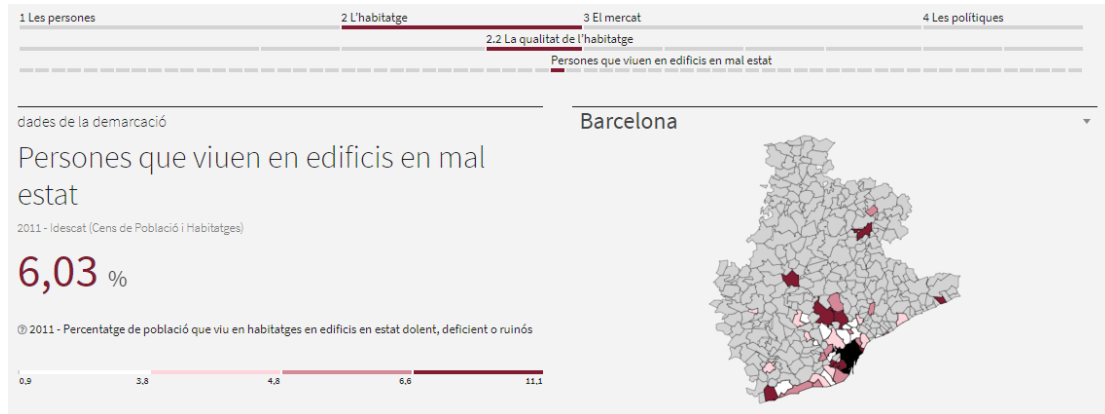 1 Les persones
2 L'habitatge
3 El mercat
4 Les polítiques
2.2 La qualitat de l'habitatge
Persones que viuen en edificis en mal estat
dades de la demarcació
Barcelona
Persones que viuen en edificis en mal
estat
2011 - Idescat (Cens de Població i Habitatges)
6,03 %
? 2011 - Percentatge de població que viu en habitatges en edificis en estat dolent, deficient o ruinós
0,9 3,8 4,8 6,6 11,1